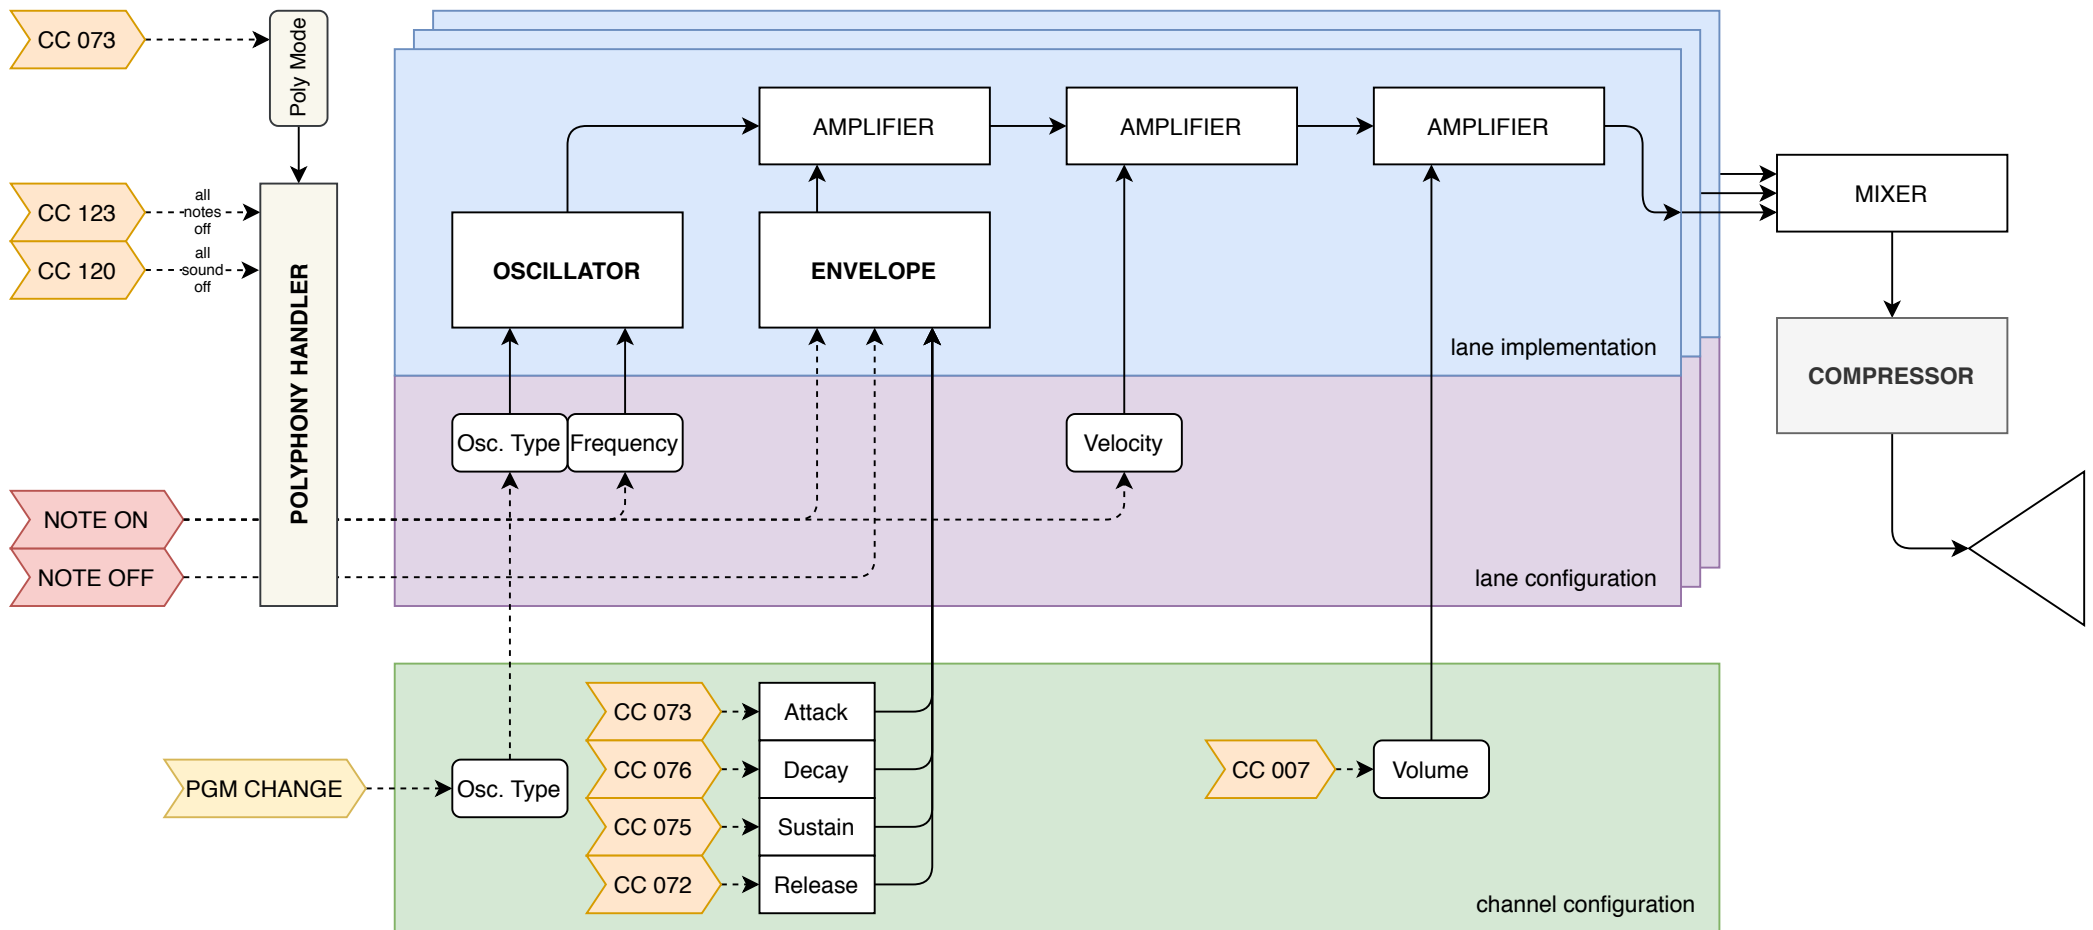 CC 073
Poly Mode
CC 123
all
notes
off
CC 120
all
sound
off
POLYPHONY HANDLER
NOTE ON
NOTE OFF
AMPLIFIER
AMPLIFIER
AMPLIFIER
OSCILLATOR
ENVELOPE
lane implementation
Osc. Type
Frequency
Velocity
lane configuration
MIXER
COMPRESSOR
PGM CHANGE
Osc. Type
CC 073
Attack
CC 076
Decay
CC 075
Sustain
CC 072
Release
CC 007
Volume
channel configuration